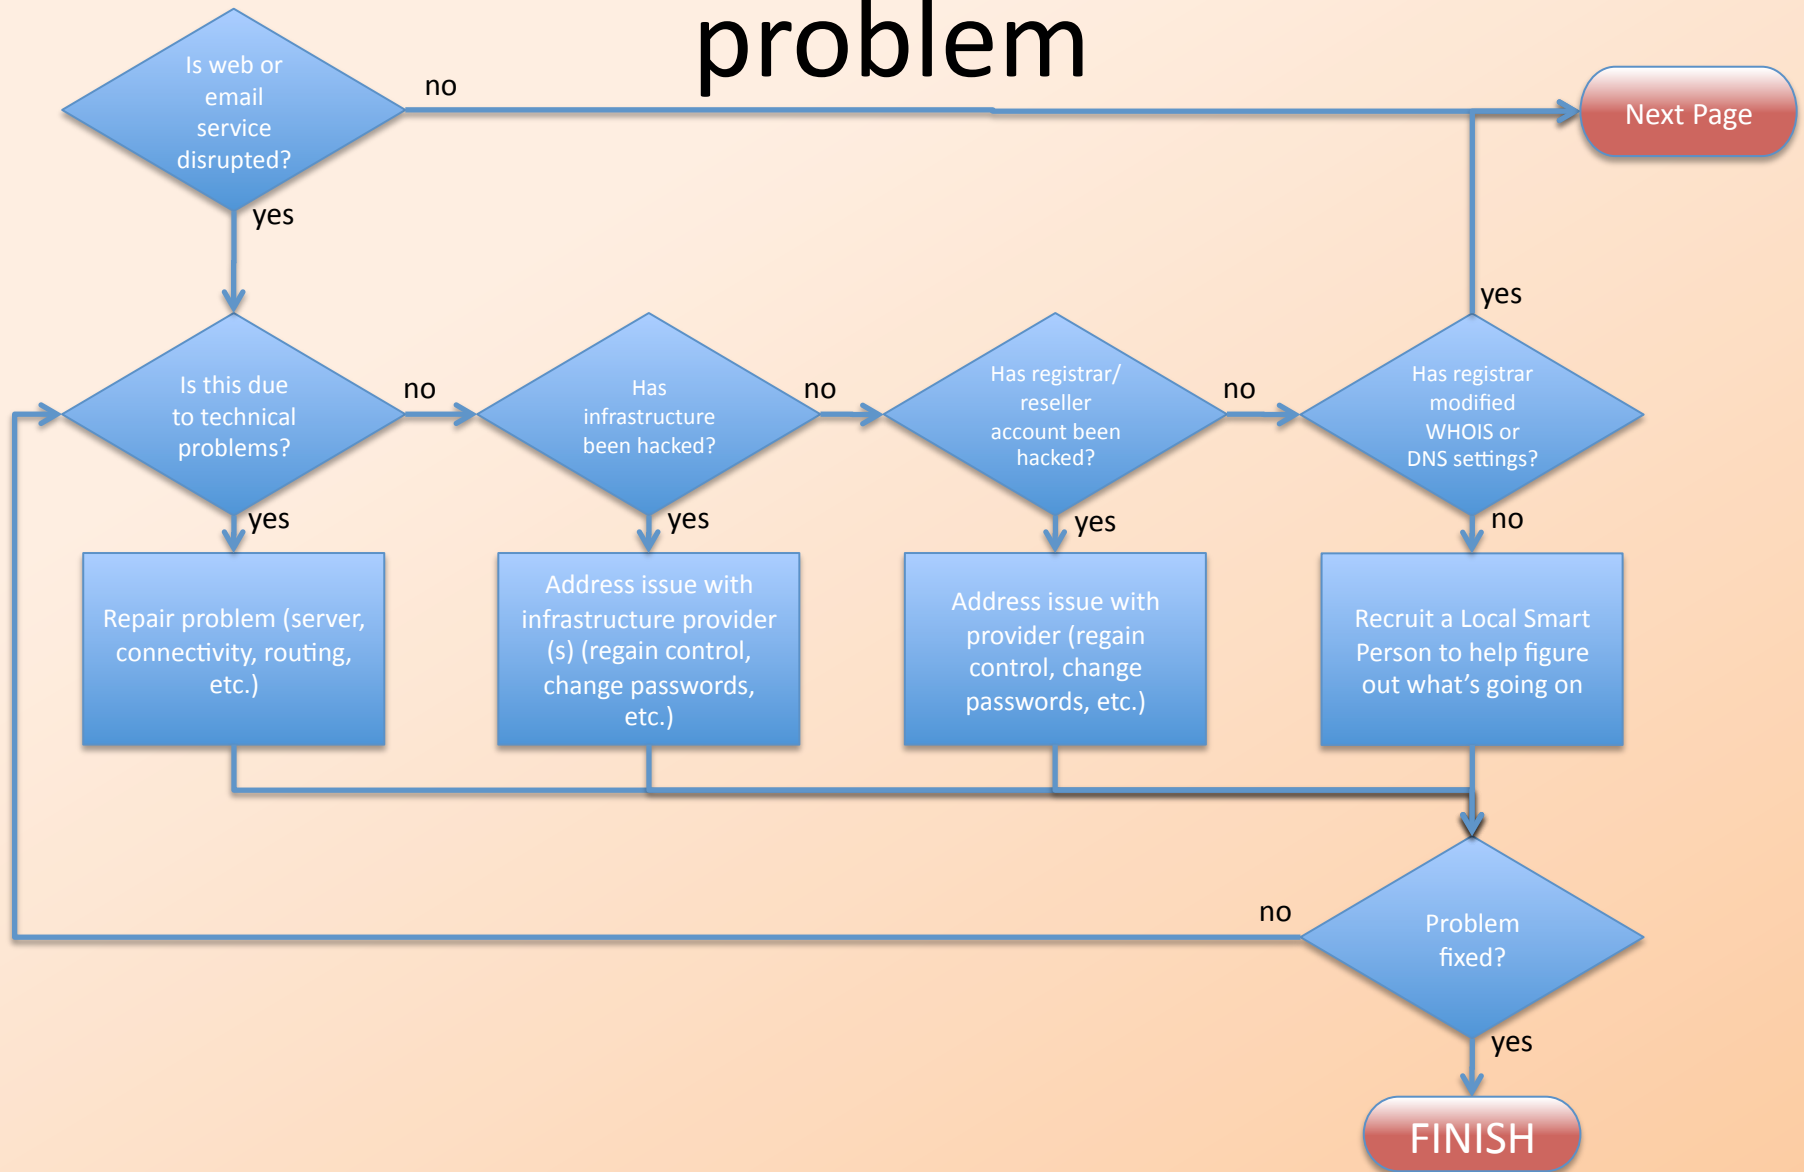 problem
Is web or
email
service
disrupted?
no
Next Page
yes
yes
Is this due
to technical
problems?
no
Has
infrastructure
been hacked?
no
Has registrar/
reseller
account been
hacked?
no
Has registrar
modified
WHOIS or
DNS settings?
yes
yes
yes
no
Repair problem (server,
connectivity, routing,
etc.)
Address issue with
infrastructure provider
(s) (regain control,
change passwords,
etc.)
Address issue with
provider (regain
control, change
passwords, etc.)
Recruit a Local Smart
Person to help figure
out what’s going on
no
Problem
fixed?
yes
FINISH